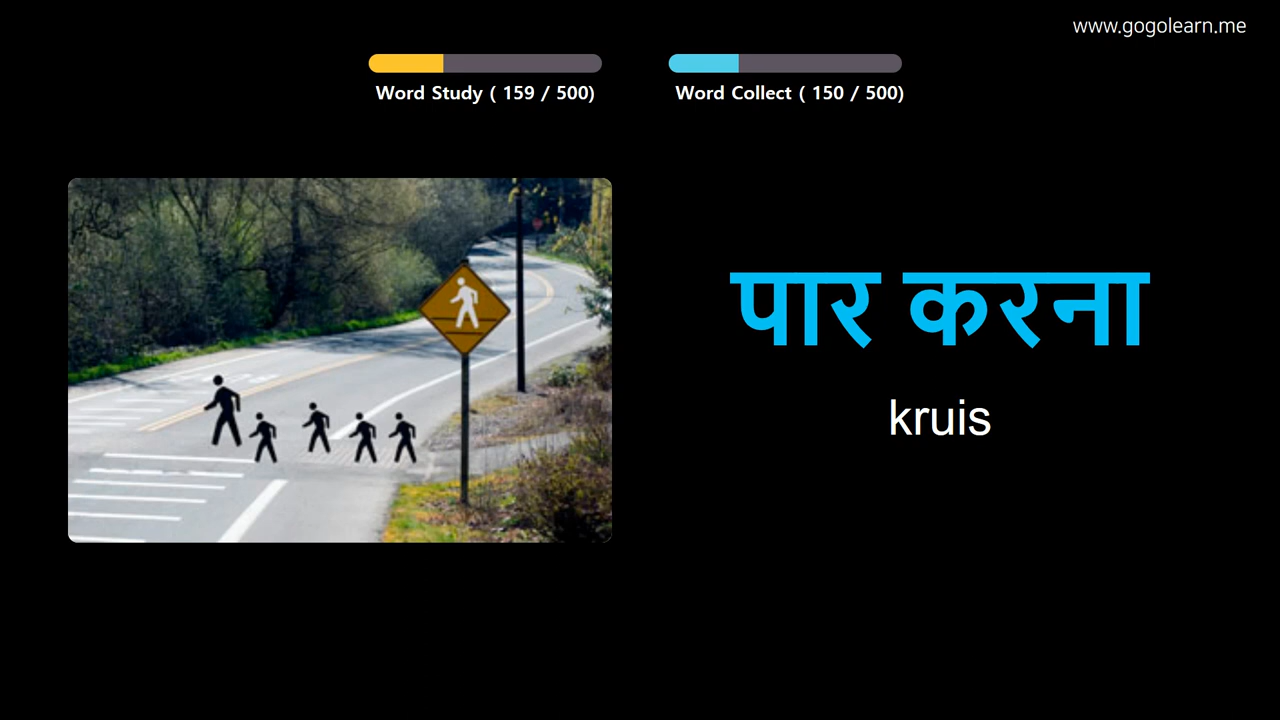 www.gogolearn.me
Word Study ( 159 / 500)
Word Collect ( 150 / 500)
पार करना
kruis